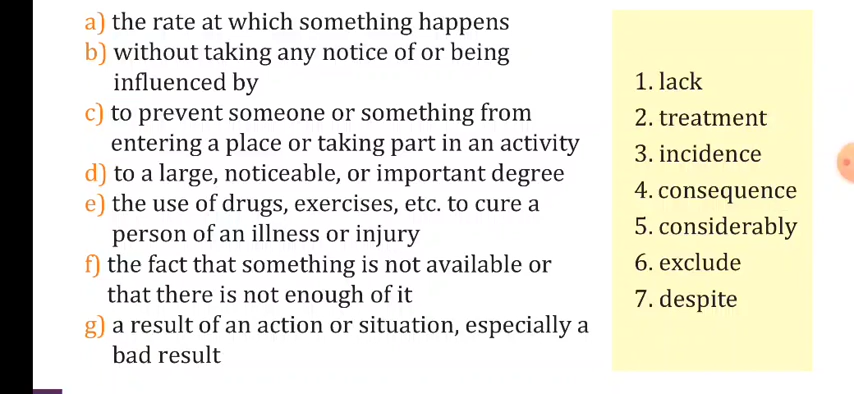 a) the rate at which something happens
b) without taking any notice of or being
influenced by
c) to prevent someone or something from
entering a place or taking part in an activity
d) to a large, noticeable, or important degree
e) the use of drugs, exercises, etc. to cure a
person of an illness or injury
f) the fact that something is not available or
that there is not enough of it
g) a result of an action or situation, especially a
bad result
1. lack
2. treatment
3. incidence
4. consequence
5. considerably
6. exclude
7. despite